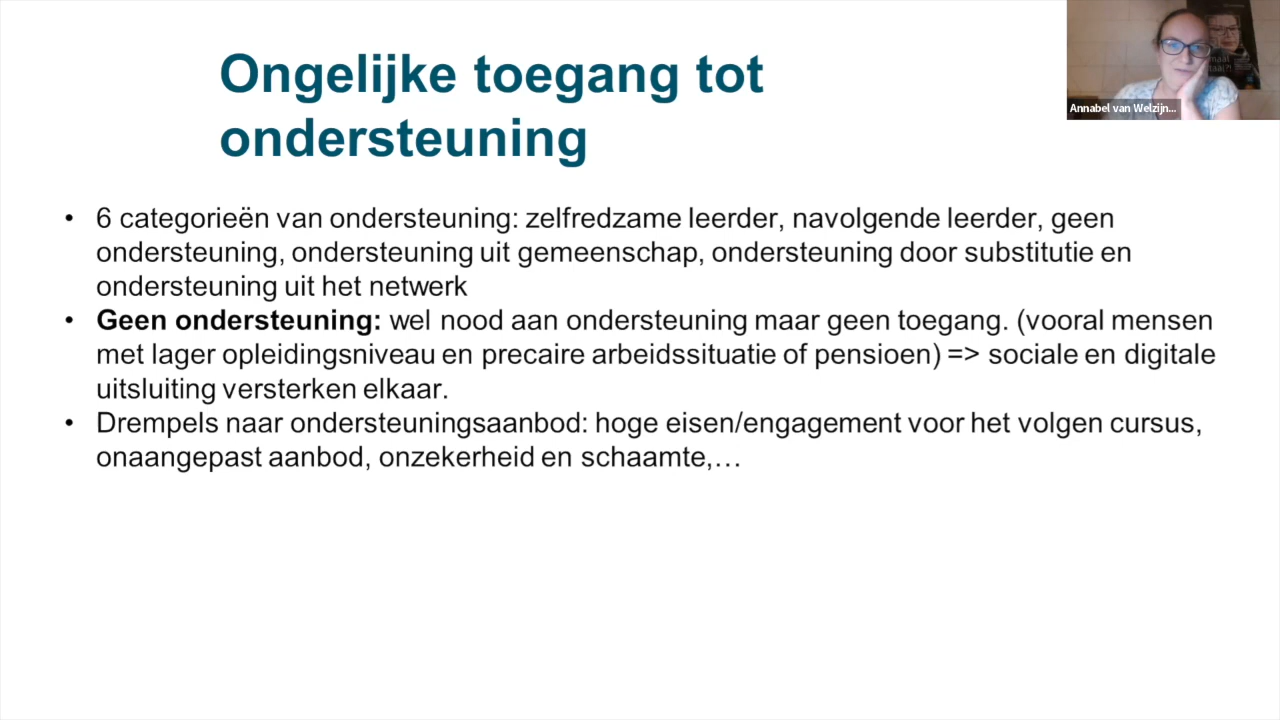 Ongelijke toegang tot
ondersteuning
Annabel van Welzijn...
• 6 categorieën van ondersteuning: zelfredzame leerder, navolgende leerder, geen
ondersteuning, ondersteuning uit gemeenschap, ondersteuning door substitutie en
ondersteuning uit het netwerk
• Geen ondersteuning: wel nood aan ondersteuning maar geen toegang. (vooral mensen
met lager opleidingsniveau en precaire arbeidssituatie of pensioen) => sociale en digitale
uitsluiting versterken elkaar.
• Drempels naar ondersteuningsaanbod: hoge eisen/engagement voor het volgen cursus,
onaangepast aanbod, onzekerheid en schaamte,…